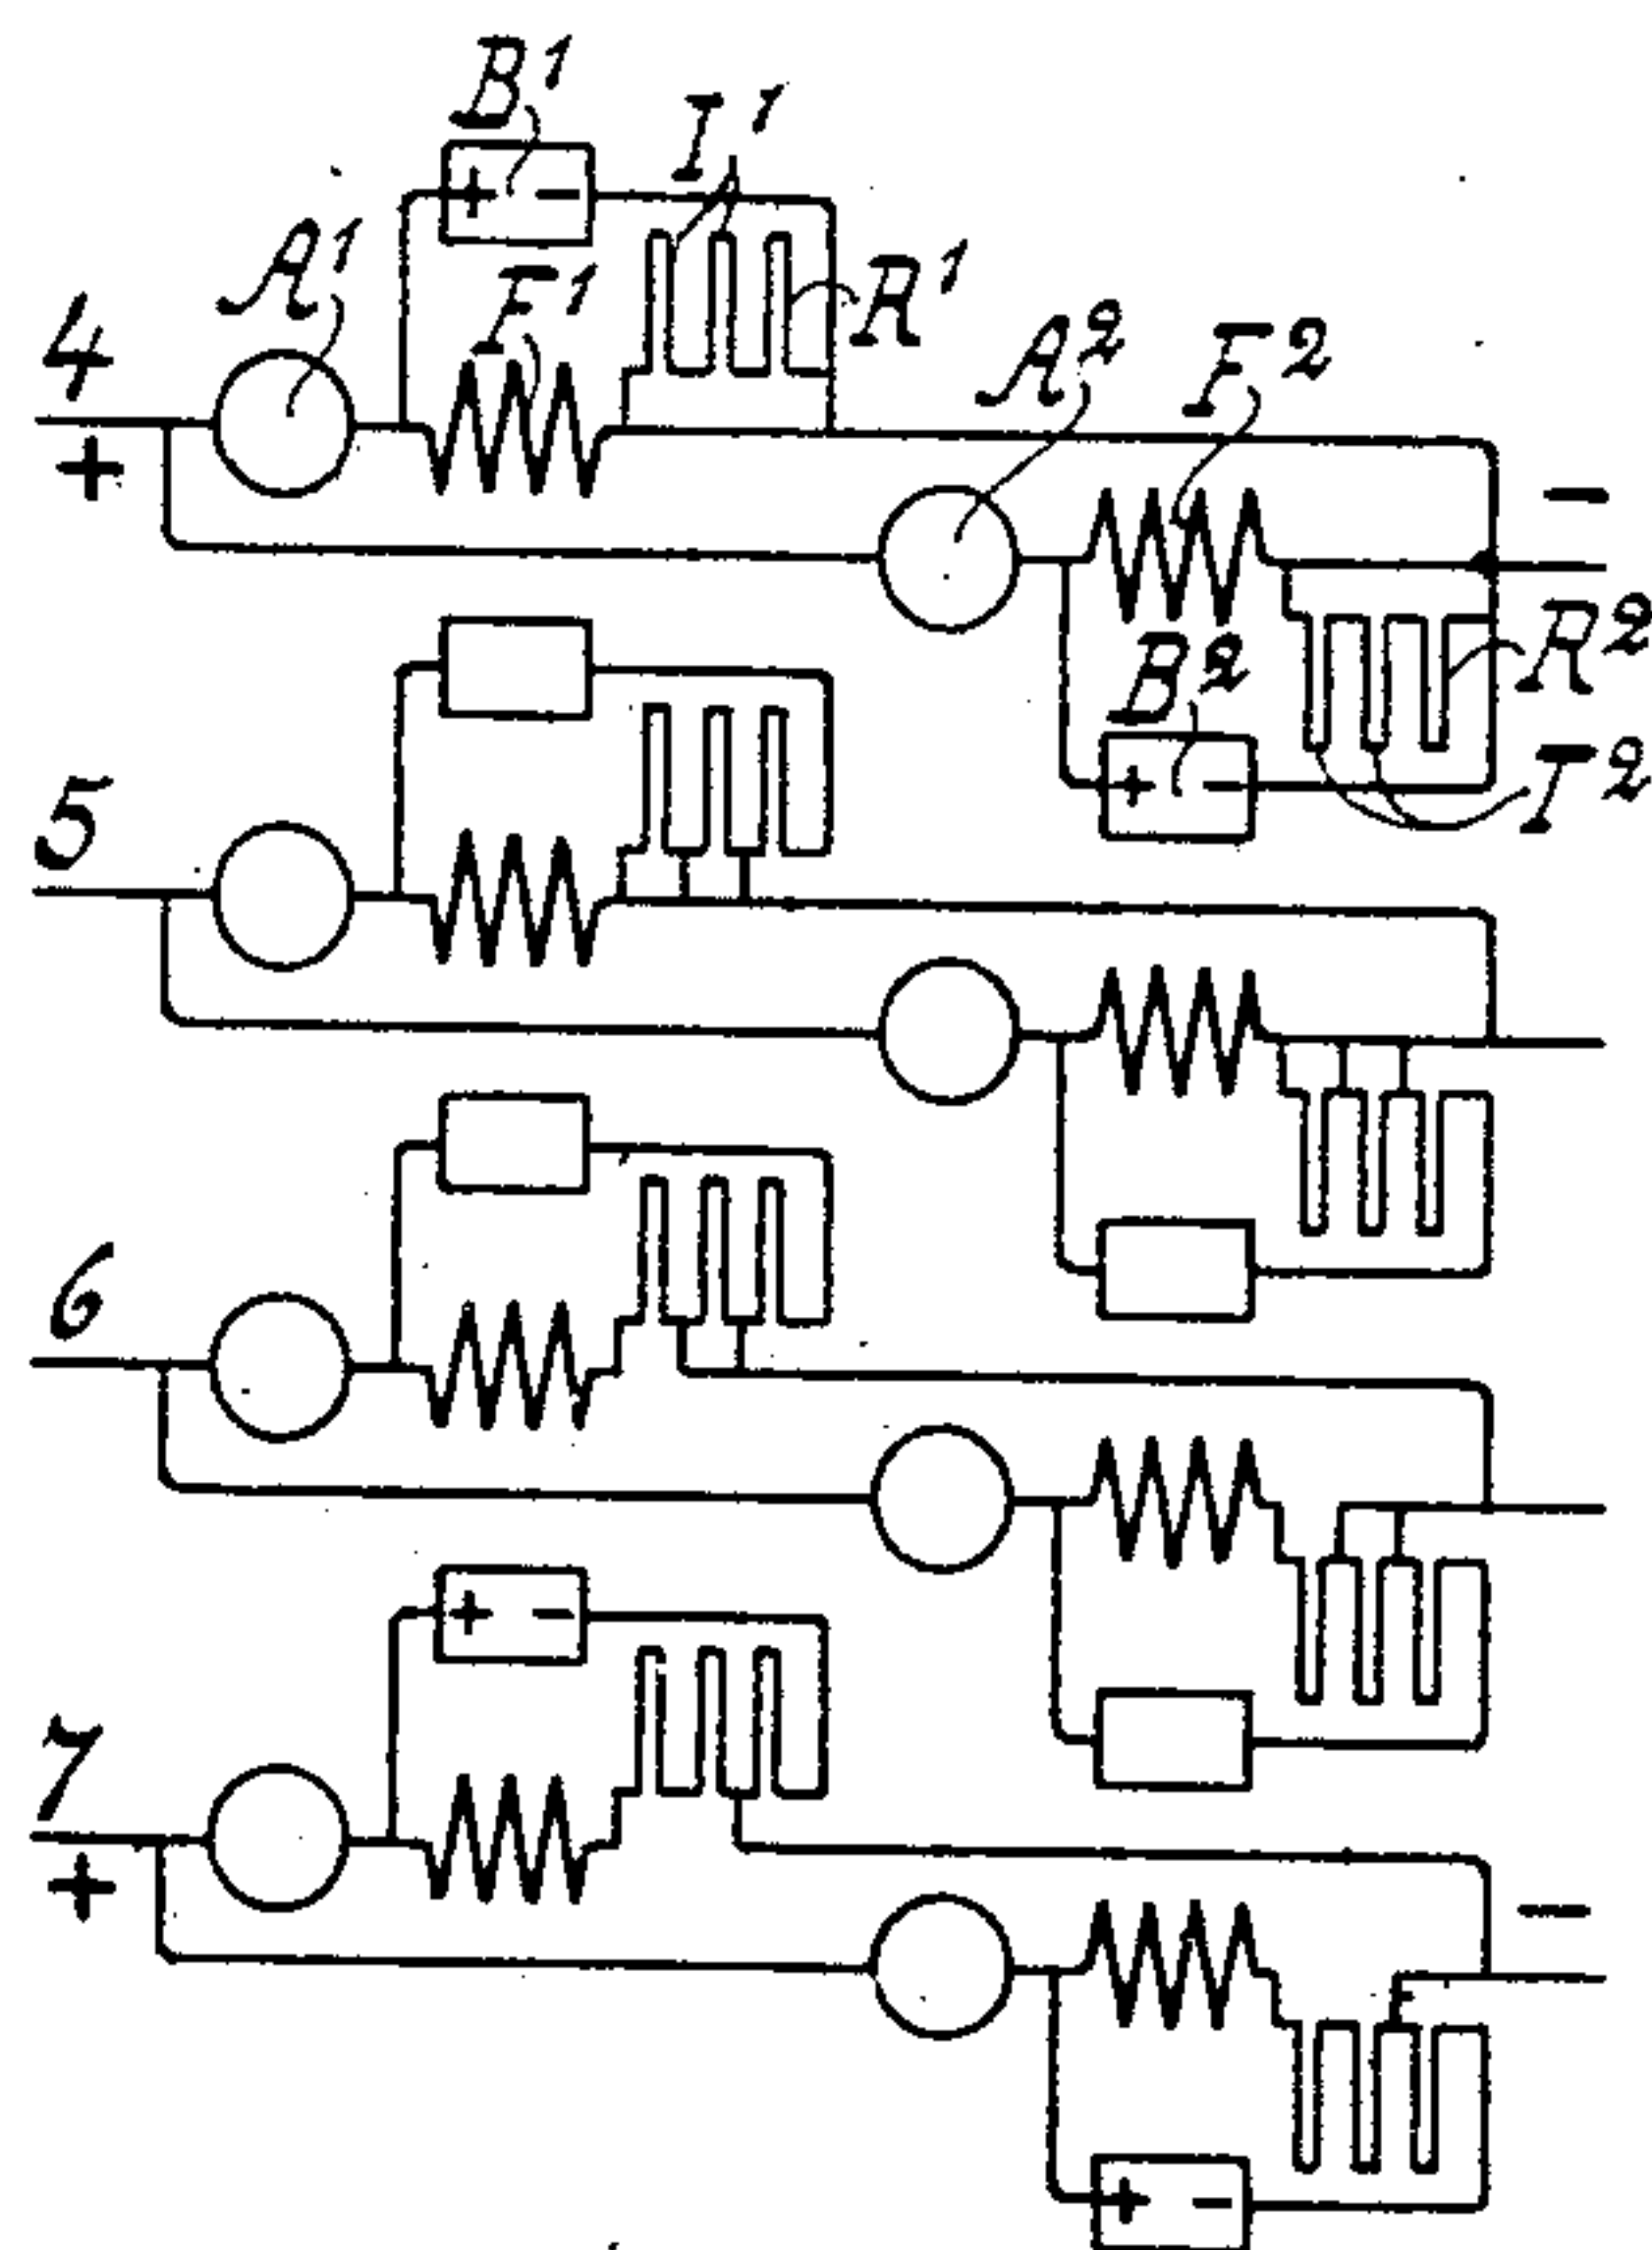 B¹
I¹
+ −
A¹
F¹
R¹
4
A²
F²
+
−
R²
B²
+ −
I²
5
6
+ −
7
+
−
+ −